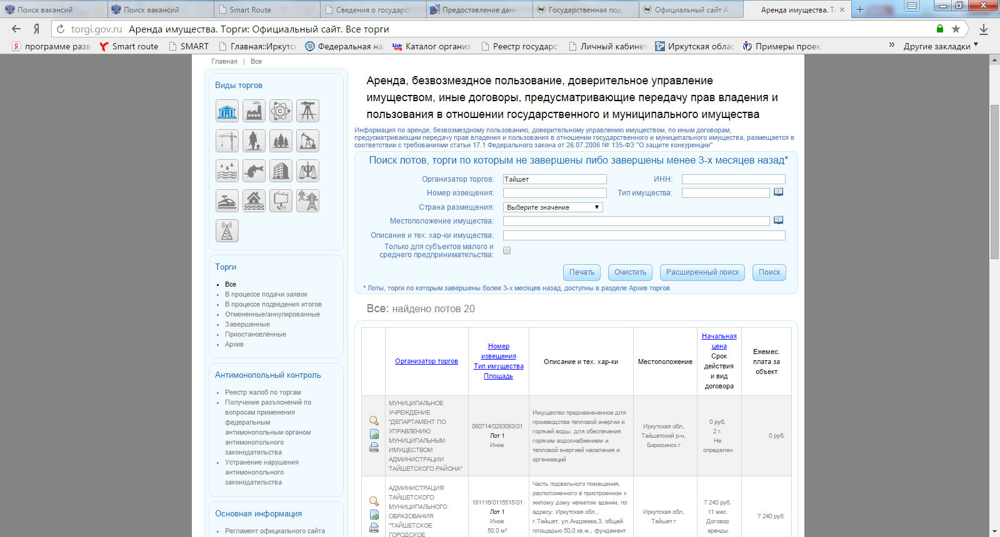 Поиск вакансий
Поиск вакансий
Smart Route
Сведения о государст
Предоставление дан
Государственная под
Официальный сайт А
Аренда имущества. Т
torgi.gov.ru Аренда имущества. Торги: Официальный сайт. Все торги
программе разв
Smart route
SMART
Главная::Иркутс
Федеральная на
Каталог организ
Реестр государс
Личный кабинет
Иркутская облас
Примеры проек
» Другие закладки
Главная | Все
Виды торгов
Торги
Все
В процессе подачи заявок
В процессе подведения итогов
Отмененные/аннулированные
Завершенные
Приостановленные
Архив
Антимонопольный контроль
Реестр жалоб по торгам
Получение разъяснений по
вопросам применения
федеральным
антимонопольным органом
антимонопольного
законодательства
Устранение нарушения
антимонопольного
законодательства
Основная информация
Регламент официального сайта
Аренда, безвозмездное пользование, доверительное управление
имуществом, иные договоры, предусматривающие передачу прав владения и
пользования в отношении государственного и муниципального имущества
Информация по аренде, безвозмездному пользованию, доверительному управлению имуществом, по иным договорам,
предусматривающим передачу прав владения и пользования в отношении государственного и муниципального имущества, размещается в
соответствии с требованиями статьи 17.1 Федерального закона от 26.07.2006 № 135-ФЗ "О защите конкуренции"
Поиск лотов, торги по которым не завершены либо завершены менее 3-х месяцев назад*
Организатор торгов: Тайшет ИНН:
Номер извещения: Тип имущества:
Страна размещения: Выберите значение
Местоположение имущества:
Описание и тех. хар-ки имущества:
Только для субъектов малого и
среднего предпринимательства:
Печать Очистить Расширенный поиск Поиск
* Лоты, торги по которым завершены более 3-х месяцев назад, доступны в разделе Архив торгов
Все: найдено лотов 20
Организатор торгов
Номер
извещения
Тип имущества
Площадь
Описание и тех. хар-ки
Местоположение
Начальная
цена
Срок
действия
и вид
договора
Ежемес.
плата за
объект
МУНИЦИПАЛЬНОЕ
УЧРЕЖДЕНИЕ
"ДЕПАРТАМЕНТ ПО
УПРАВЛЕНИЮ
МУНИЦИПАЛЬНЫМ
ИМУЩЕСТВОМ
АДМИНИСТРАЦИИ
ТАЙШЕТСКОГО РАЙОНА"
080714/0283083/01
Лот 1
Иное
Имущество предназначенное для
производства тепловой энергии и
горячей воды, для обеспечения
горячим водоснабжением и
тепловой энергией населения и
организаций
Иркутская обл,
Тайшетский р-н,
Бирюсинск г
0 руб.
2 г.
Не
определен
0 руб.
АДМИНИСТРАЦИЯ
ТАЙШЕТСКОГО
МУНИЦИПАЛЬНОГО
ОБРАЗОВАНИЯ
"ТАЙШЕТСКОЕ
ГОРОДСКОЕ
181116/0115515/01
Лот 1
Иное
50.0 м²
Часть подвального помещения,
расположенного в пристроенном к
жилому дому нежилом здании, по
адресу: Иркутская обл.,
г.Тайшет, ул.Андреева,3, общей
площадью 50,0 кв.м., фундамент
Иркутская обл,
Тайшет г
7 240 руб.
11 мес.
Договор
аренды
7 240 руб.